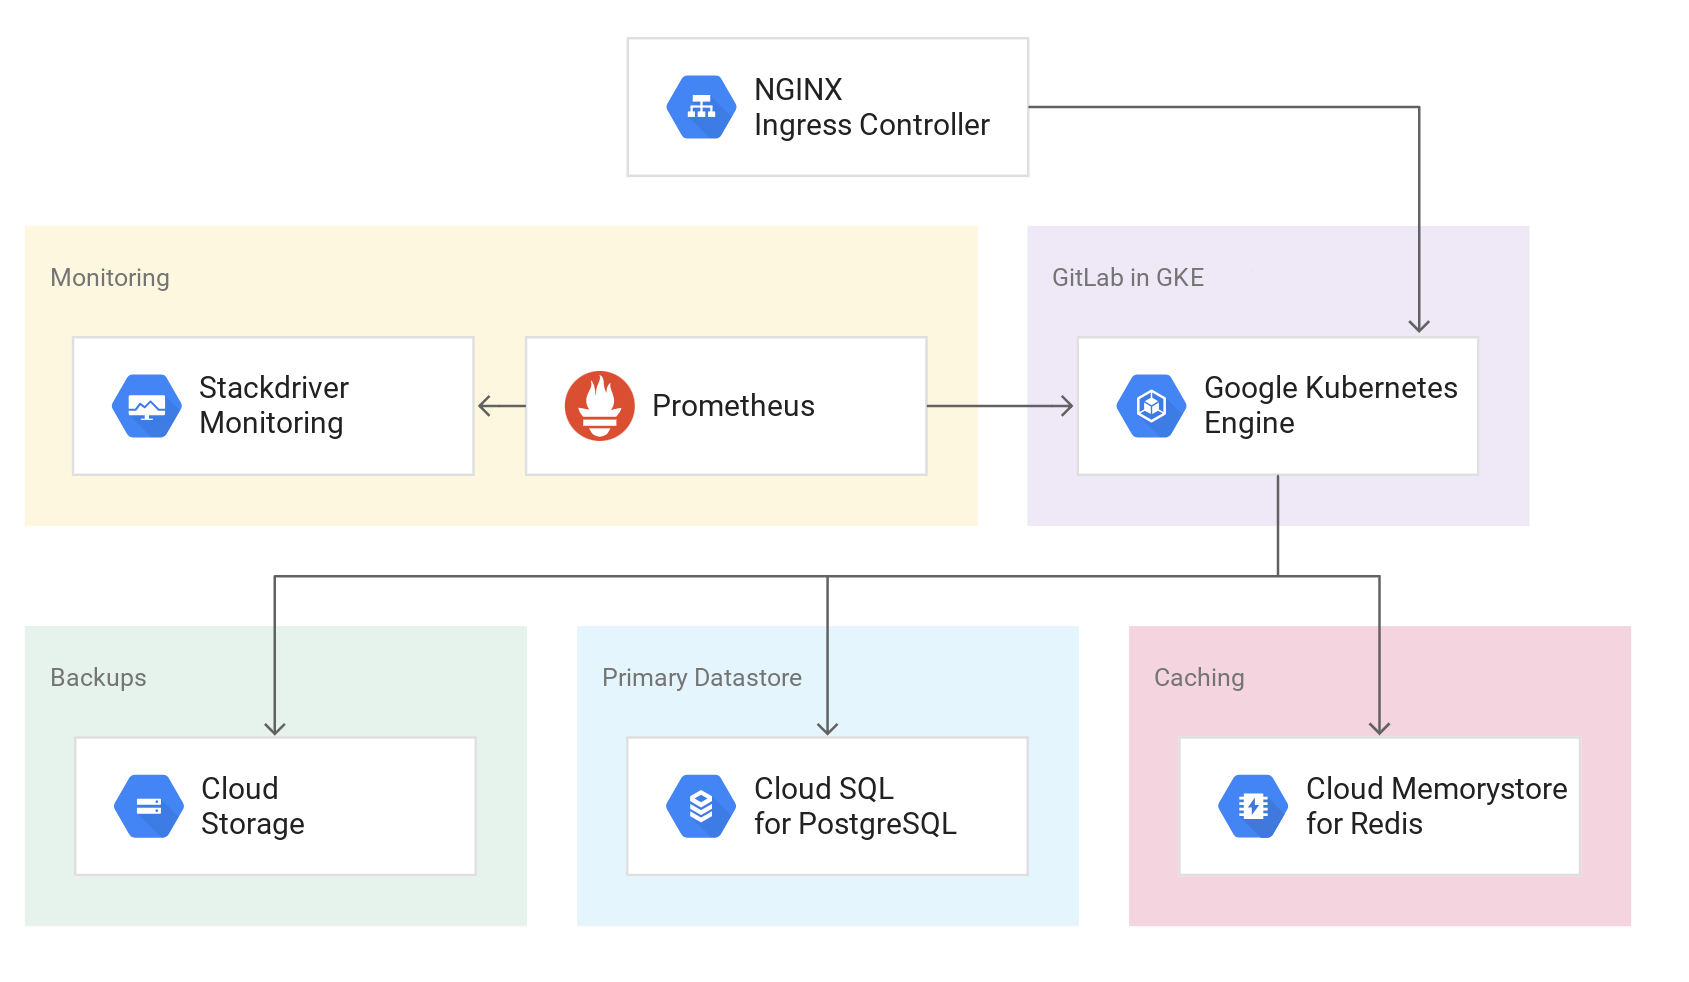 NGINX
Ingress Controller
Monitoring
GitLab in GKE
Stackdriver
Monitoring
Prometheus
Google Kubernetes
Engine
Backups
Primary Datastore
Caching
Cloud
Storage
Cloud SQL
for PostgreSQL
Cloud Memorystore
for Redis